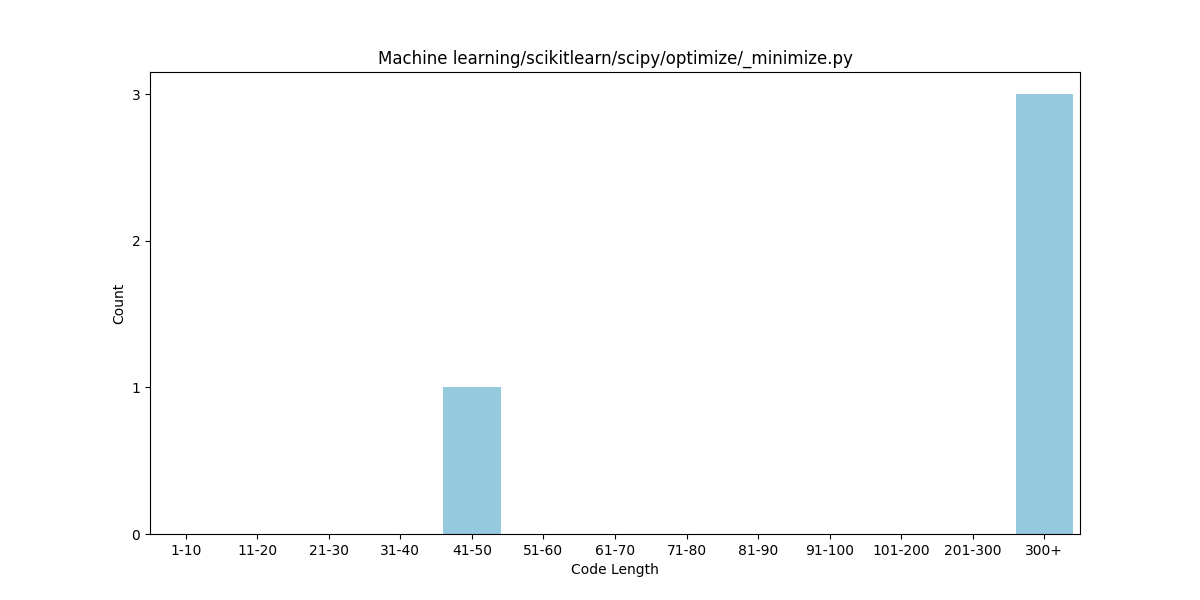 Machine learning/scikitlearn/scipy/optimize/_minimize.py
3
2
1
0
Count
1-10 11-20 21-30 31-40 41-50 51-60 61-70 71-80 81-90 91-100 101-200 201-300 300+
Code Length